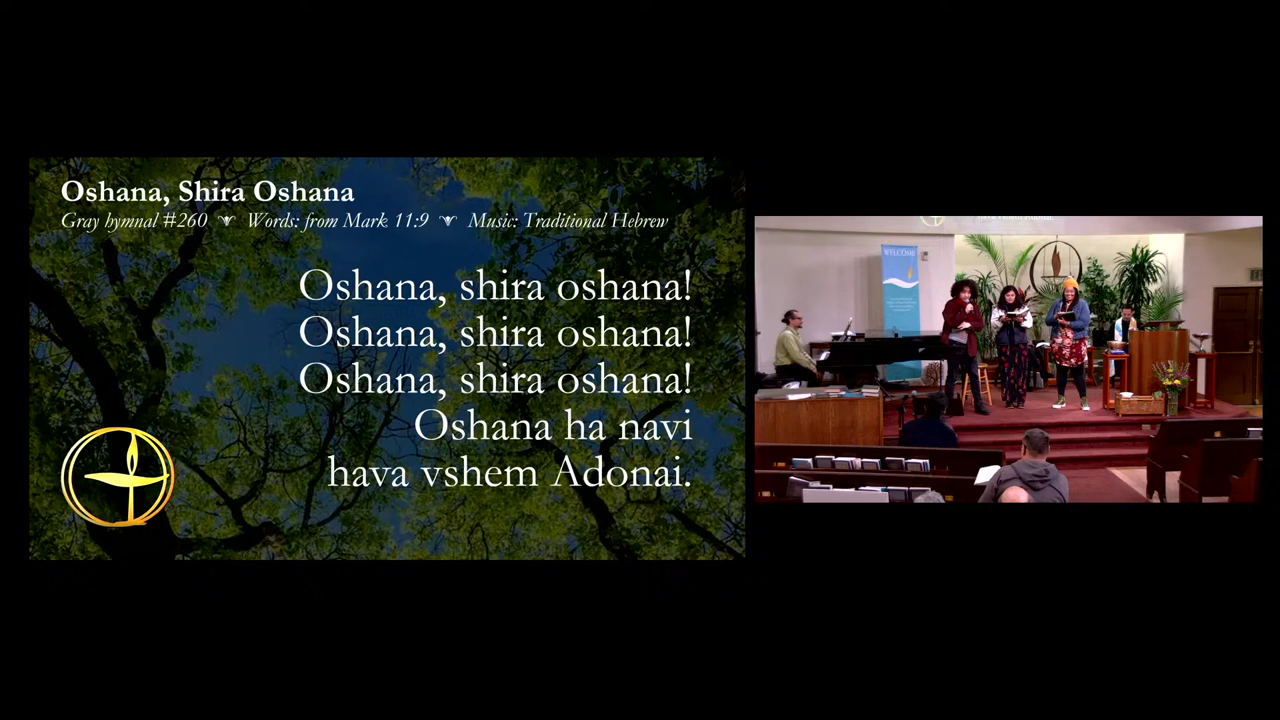 Oshana, Shira Oshana
Gray hymnal #260 Words: from Mark 11:9 Music: Traditional Hebrew
Oshana, shira oshana!
Oshana, shira oshana!
Oshana, shira oshana!
Oshana ha navi
hava vshem Adonai.
WELCOME